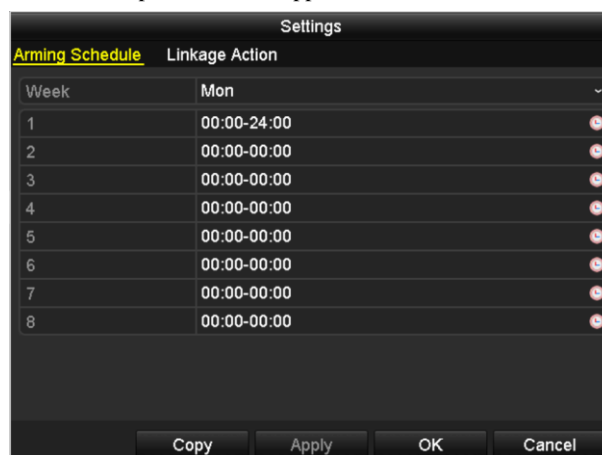 Settings
Arming Schedule Linkage Action
Week Mon
1 00:00-24:00
2 00:00-00:00
3 00:00-00:00
4 00:00-00:00
5 00:00-00:00
6 00:00-00:00
7 00:00-00:00
8 00:00-00:00
Copy Apply OK Cancel